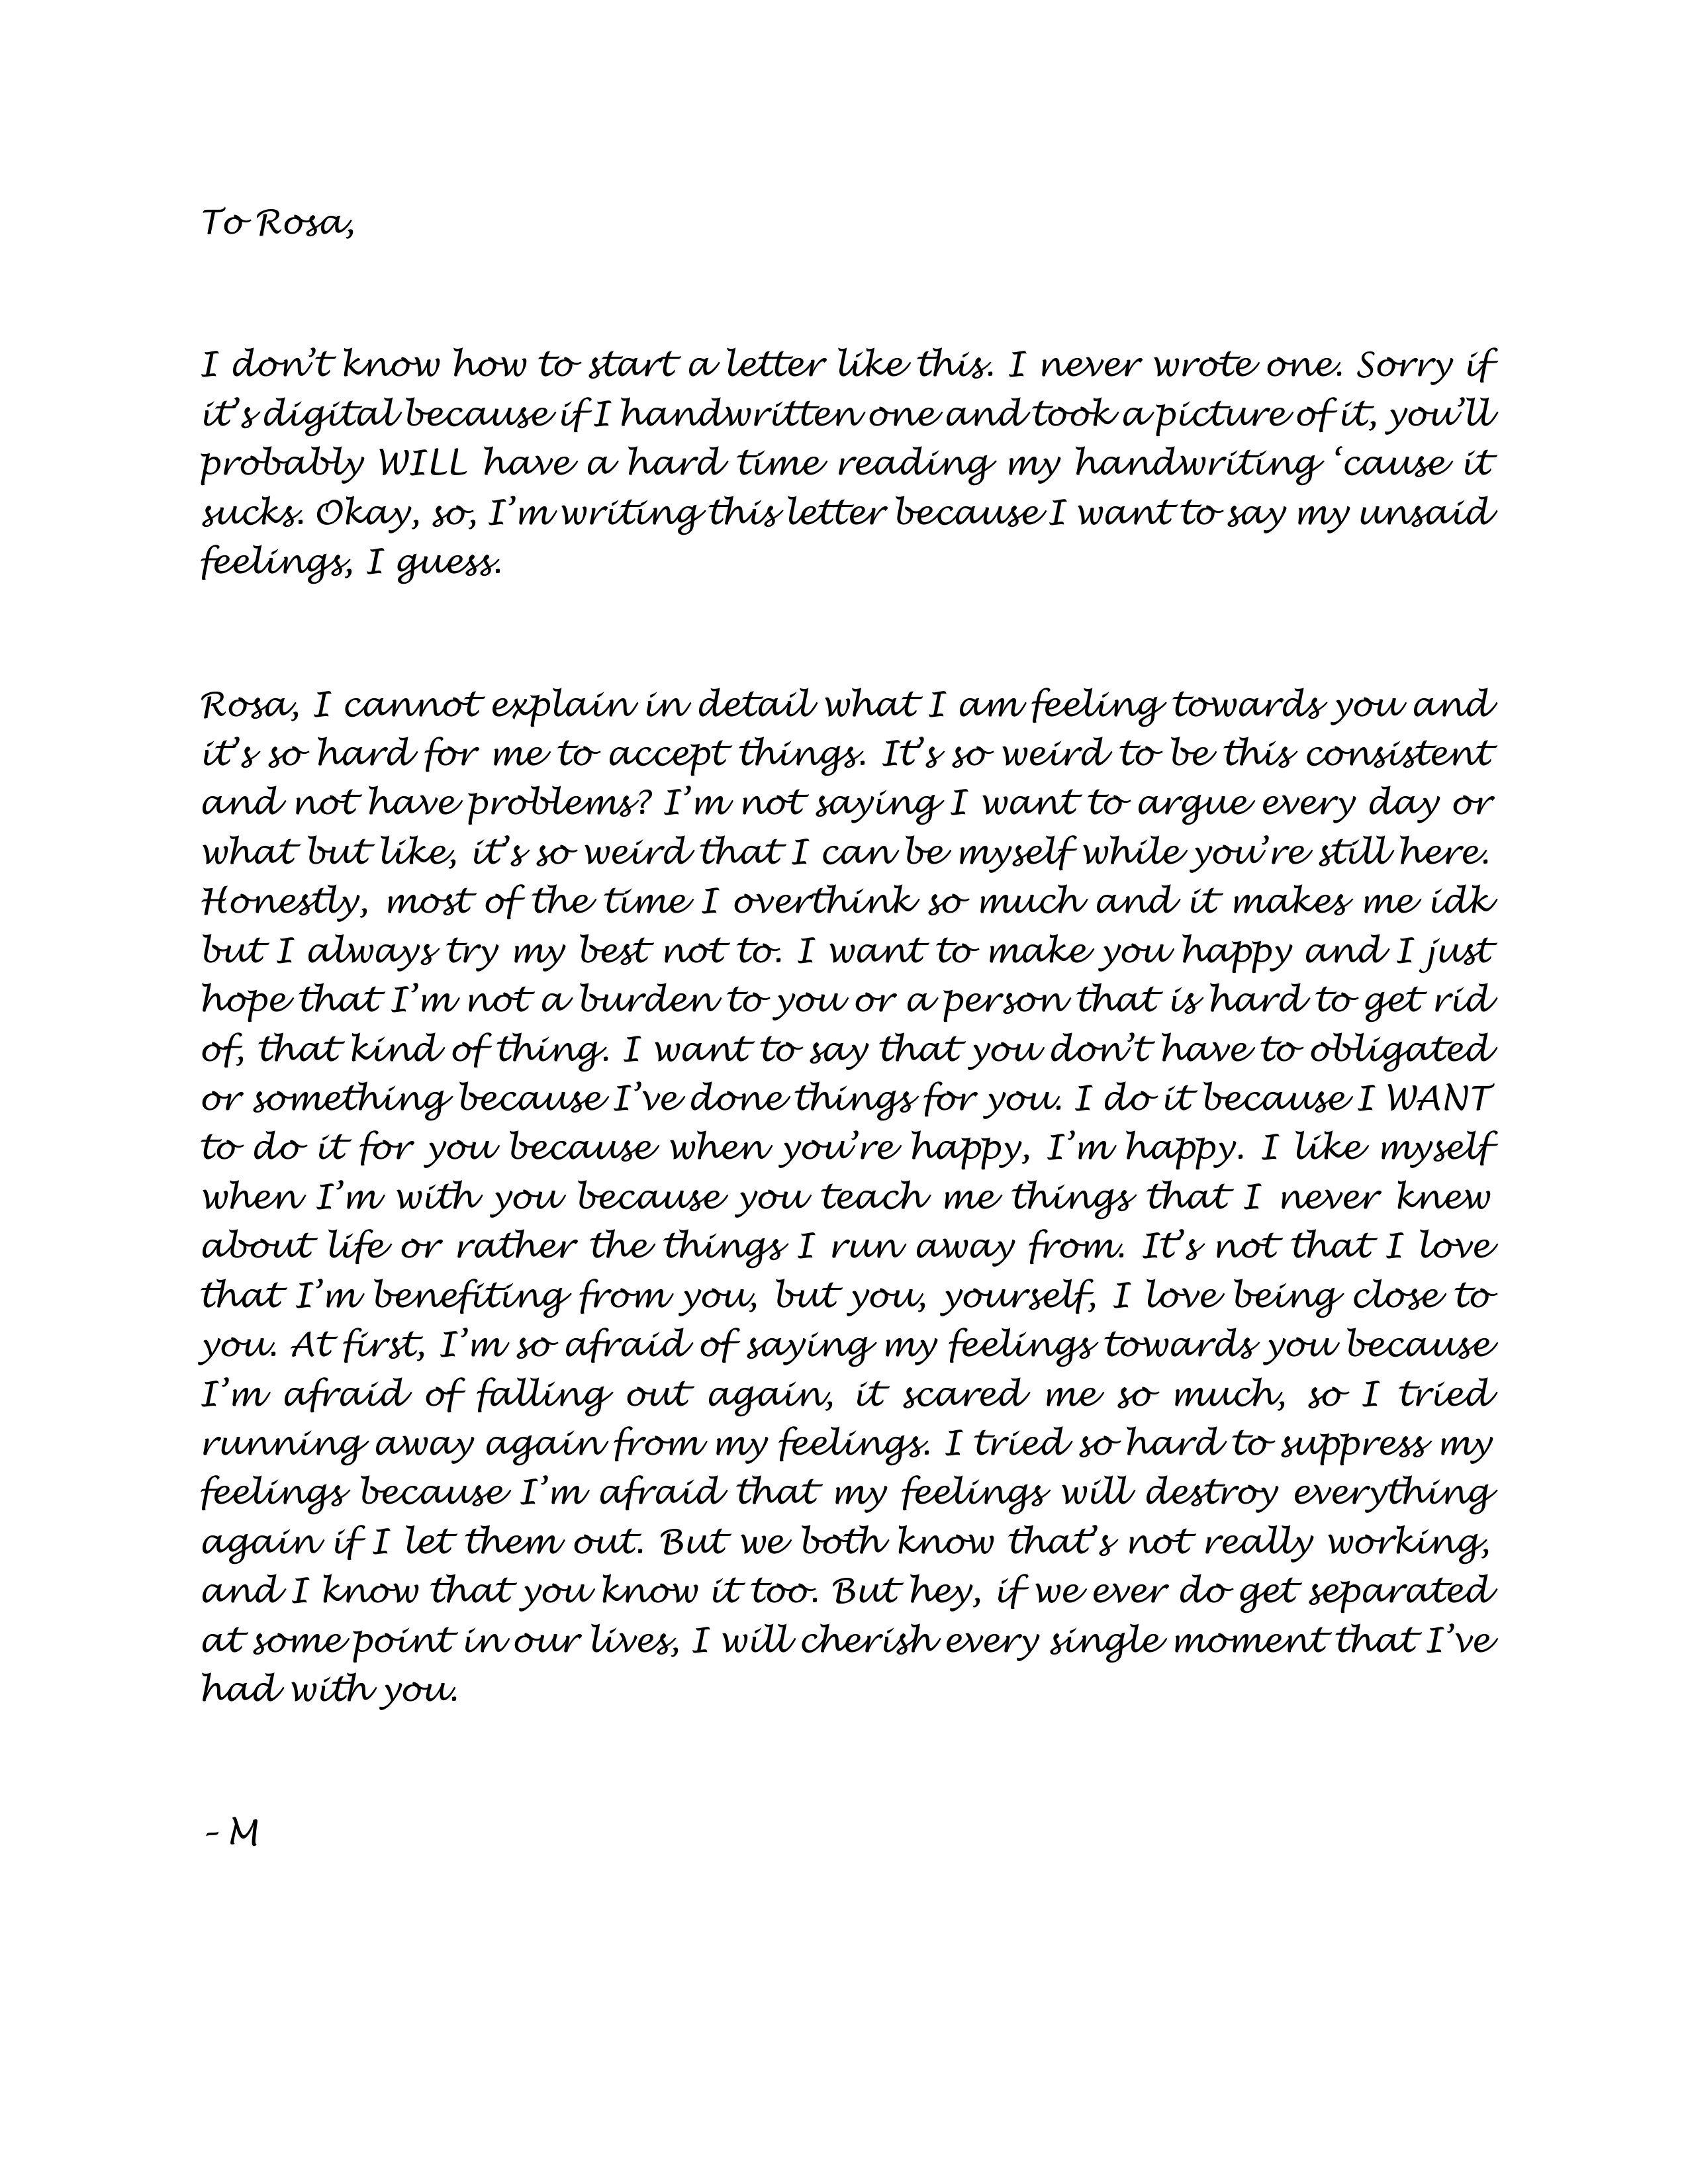 To Rosa,
I don’t know how to start a letter like this. I never wrote one. Sorry if
it’s digital because if I handwritten one and took a picture of it, you’ll
probably WILL have a hard time reading my handwriting ‘cause it
sucks. Okay, so, I’m writing this letter because I want to say my unsaid
feelings, I guess.
Rosa, I cannot explain in detail what I am feeling towards you and
it’s so hard for me to accept things. It’s so weird to be this consistent
and not have problems? I’m not saying I want to argue every day or
what but like, it’s so weird that I can be myself while you’re still here.
Honestly, most of the time I overthink so much and it makes me idk
but I always try my best not to. I want to make you happy and I just
hope that I’m not a burden to you or a person that is hard to get rid
of, that kind of thing. I want to say that you don’t have to obligated
or something because I’ve done things for you. I do it because I WANT
to do it for you because when you’re happy, I’m happy. I like myself
when I’m with you because you teach me things that I never knew
about life or rather the things I run away from. It’s not that I love
that I’m benefiting from you, but you, yourself, I love being close to
you. At first, I’m so afraid of saying my feelings towards you because
I’m afraid of falling out again, it scared me so much, so I tried
running away again from my feelings. I tried so hard to suppress my
feelings because I’m afraid that my feelings will destroy everything
again if I let them out. But we both know that’s not really working,
and I know that you know it too. But hey, if we ever do get separated
at some point in our lives, I will cherish every single moment that I’ve
had with you.
– M